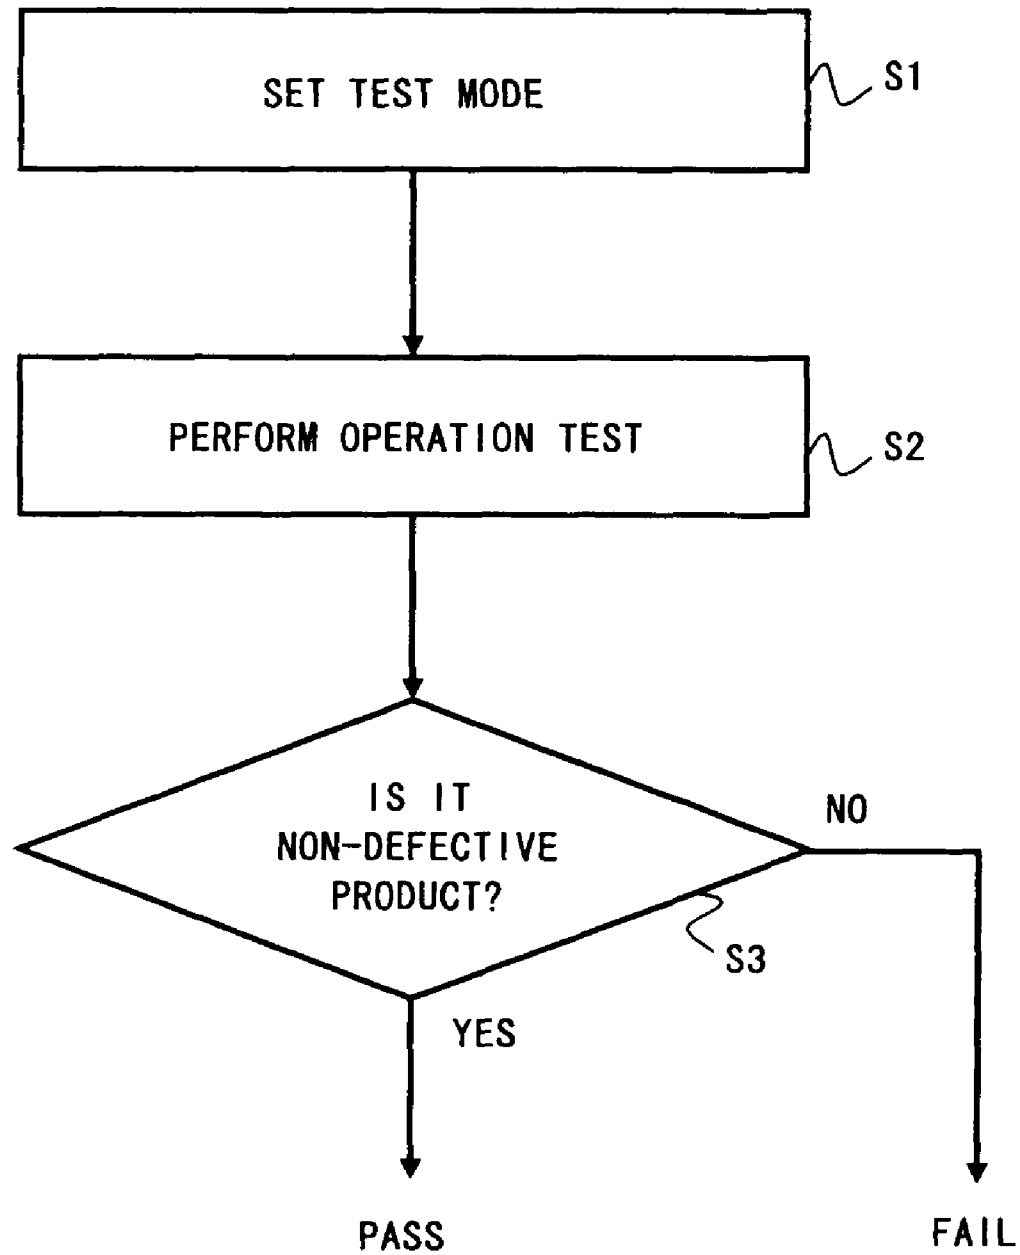 SET TEST MODE
S1
PERFORM OPERATION TEST
S2
IS IT
NON-DEFECTIVE
PRODUCT?
NO
S3
YES
PASS
FAIL